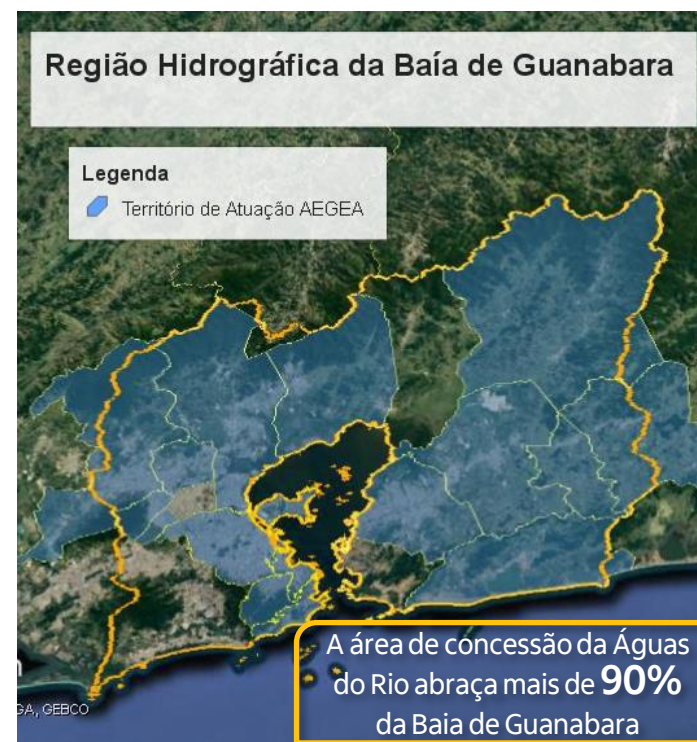 Região Hidrográfica da Baía de Guanabara
Legenda
Território de Atuação AEGEA
A área de concessão da Águas
do Rio abraça mais de 90%
da Baia de Guanabara
GA, GEBCO